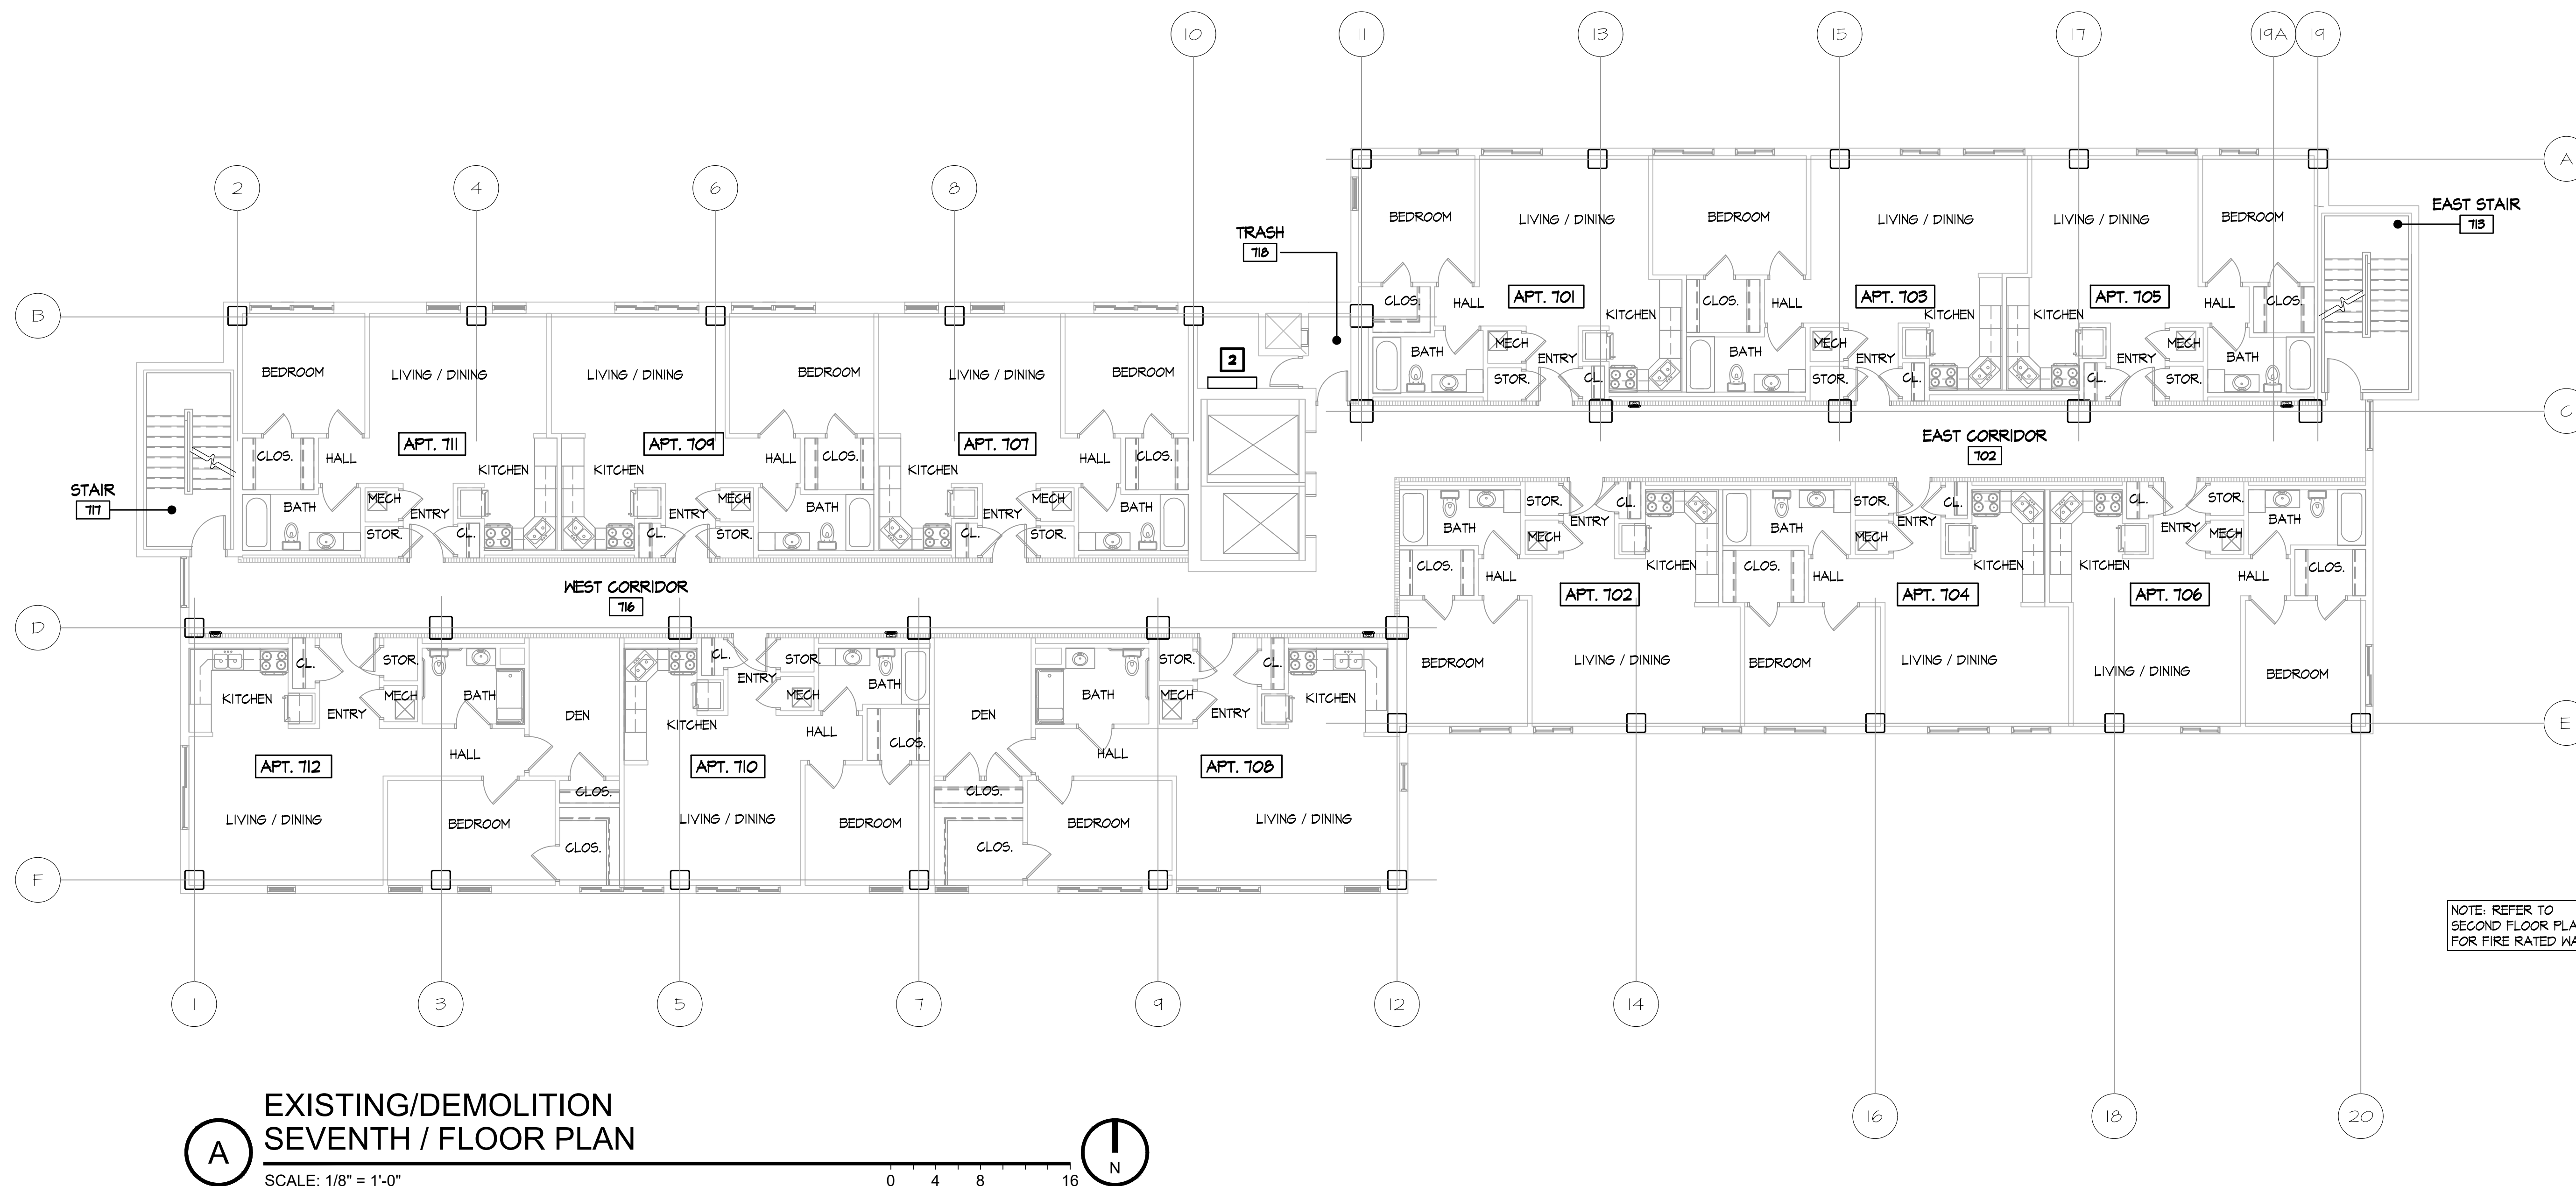 10
11
13
15
17
19A
19
A
2
4
6
8
EAST STAIR
713
TRASH
718
BEDROOM
LIVING / DINING
BEDROOM
LIVING / DINING
LIVING / DINING
BEDROOM
APT. 701
APT. 703
APT. 705
CLOS.
HALL
KITCHEN
CLOS.
HALL
KITCHEN
KITCHEN
HALL
CLOS.
BATH
MECH
ENTRY
BATH
MECH
ENTRY
ENTRY
MECH
BATH
STOR.
CL.
STOR.
CL.
CL.
STOR.
B
2
BEDROOM
LIVING / DINING
LIVING / DINING
BEDROOM
LIVING / DINING
BEDROOM
C
EAST CORRIDOR
702
APT. 711
APT. 709
APT. 707
CLOS.
HALL
KITCHEN
KITCHEN
HALL
CLOS.
KITCHEN
HALL
CLOS.
STAIR
717
BATH
MECH
ENTRY
ENTRY
MECH
BATH
ENTRY
MECH
BATH
STOR.
CL.
CL.
STOR.
CL.
STOR.
BATH
STOR.
CL.
BATH
STOR.
CL.
CL.
STOR.
BATH
ENTRY
MECH
ENTRY
MECH
ENTRY
MECH
CLOS.
HALL
KITCHEN
CLOS.
HALL
KITCHEN
KITCHEN
HALL
CLOS.
APT. 702
APT. 704
APT. 706
WEST CORRIDOR
716
D
BEDROOM
LIVING / DINING
BEDROOM
LIVING / DINING
LIVING / DINING
BEDROOM
CL.
STOR.
CL.
STOR.
STOR.
CL.
KITCHEN
MECH
BATH
ENTRY
MECH
BATH
BATH
MECH
KITCHEN
ENTRY
DEN
KITCHEN
DEN
ENTRY
HALL
HALL
CLOS.
HALL
E
APT. 712
APT. 710
APT. 708
CLOS.
CLOS.
LIVING / DINING
BEDROOM
LIVING / DINING
BEDROOM
BEDROOM
LIVING / DINING
CLOS.
CLOS.
F
NOTE: REFER TO
SECOND FLOOR PLA
FOR FIRE RATED WA
1
3
5
7
9
12
14
16
18
20
A
EXISTING/DEMOLITION
SEVENTH / FLOOR PLAN
SCALE: 1/8" = 1'-0"
0 4 8 16
N